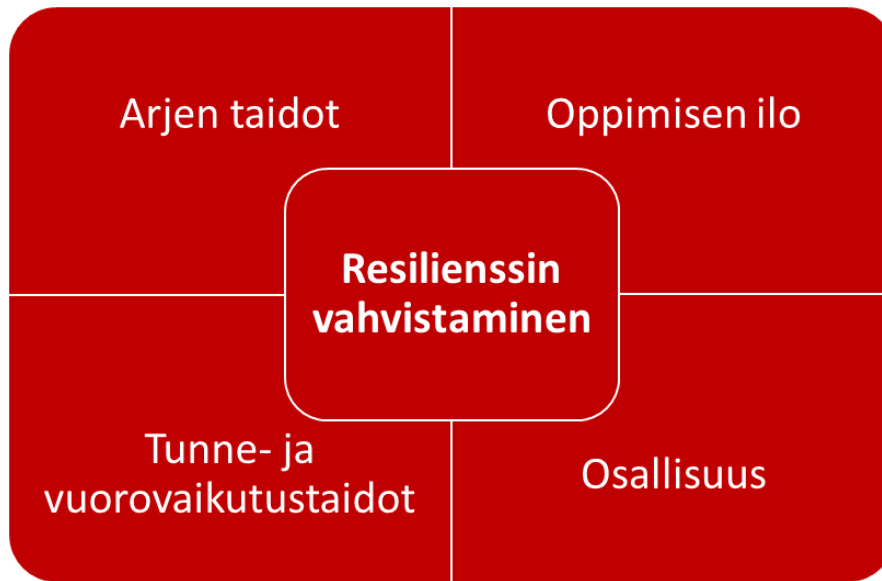 Arjen taidot
Oppimisen ilo
Resilienssin
vahvistaminen
Tunne- ja
vuorovaikutustaidot
Osallisuus